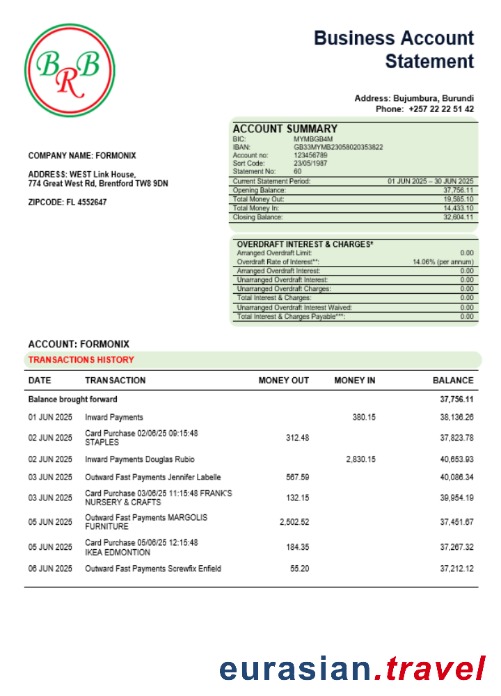 BRB
Business Account
Statement
Address: Bujumbura, Burundi
Phone: +257 22 22 51 42
COMPANY NAME: FORMONIX
ADDRESS: WEST Link House,
774 Great West Rd, Brentford TW8 9DN
ZIPCODE: FL 4552647
ACCOUNT SUMMARY
BIC: MYMBGB4M
IBAN: GB33MYMB23058020353822
Account no: 123456789
Sort Code: 23/05/1987
Statement No: 60
Current Statement Period: 01 JUN 2025 – 30 JUN 2025
Opening Balance: 37,756.11
Total Money Out: 19,585.10
Total Money In: 14,433.10
Closing Balance: 32,604.11
OVERDRAFT INTEREST & CHARGES*
Arranged Overdraft Limit: 0.00
Overdraft Rate of Interest**: 14.06% (per annum)
Arranged Overdraft Interest: 0.00
Unarranged Overdraft Interest: 0.00
Unarranged Overdraft Charges: 0.00
Total Interest & Charges: 0.00
Unarranged Overdraft Interest Waived: 0.00
Total Interest & Charges Payable***: 0.00
ACCOUNT: FORMONIX
TRANSACTIONS HISTORY
DATE TRANSACTION MONEY OUT MONEY IN BALANCE
Balance brought forward 37,756.11
01 JUN 2025 Inward Payments 380.15 38,136.26
02 JUN 2025 Card Purchase 02/06/25 09:15:48 STAPLES 312.48 37,823.78
02 JUN 2025 Inward Payments Douglas Rubio 2,830.15 40,653.93
03 JUN 2025 Outward Fast Payments Jennifer Labelle 567.59 40,086.34
03 JUN 2025 Card Purchase 03/06/25 11:15:48 FRANK'S NURSERY & CRAFTS 132.15 39,954.19
05 JUN 2025 Outward Fast Payments MARGOLIS FURNITURE 2,502.52 37,451.67
05 JUN 2025 Card Purchase 05/06/25 12:15:48 IKEA EDMONTION 184.35 37,267.32
06 JUN 2025 Outward Fast Payments Screwfix Enfield 55.20 37,212.12
eurasian.travel